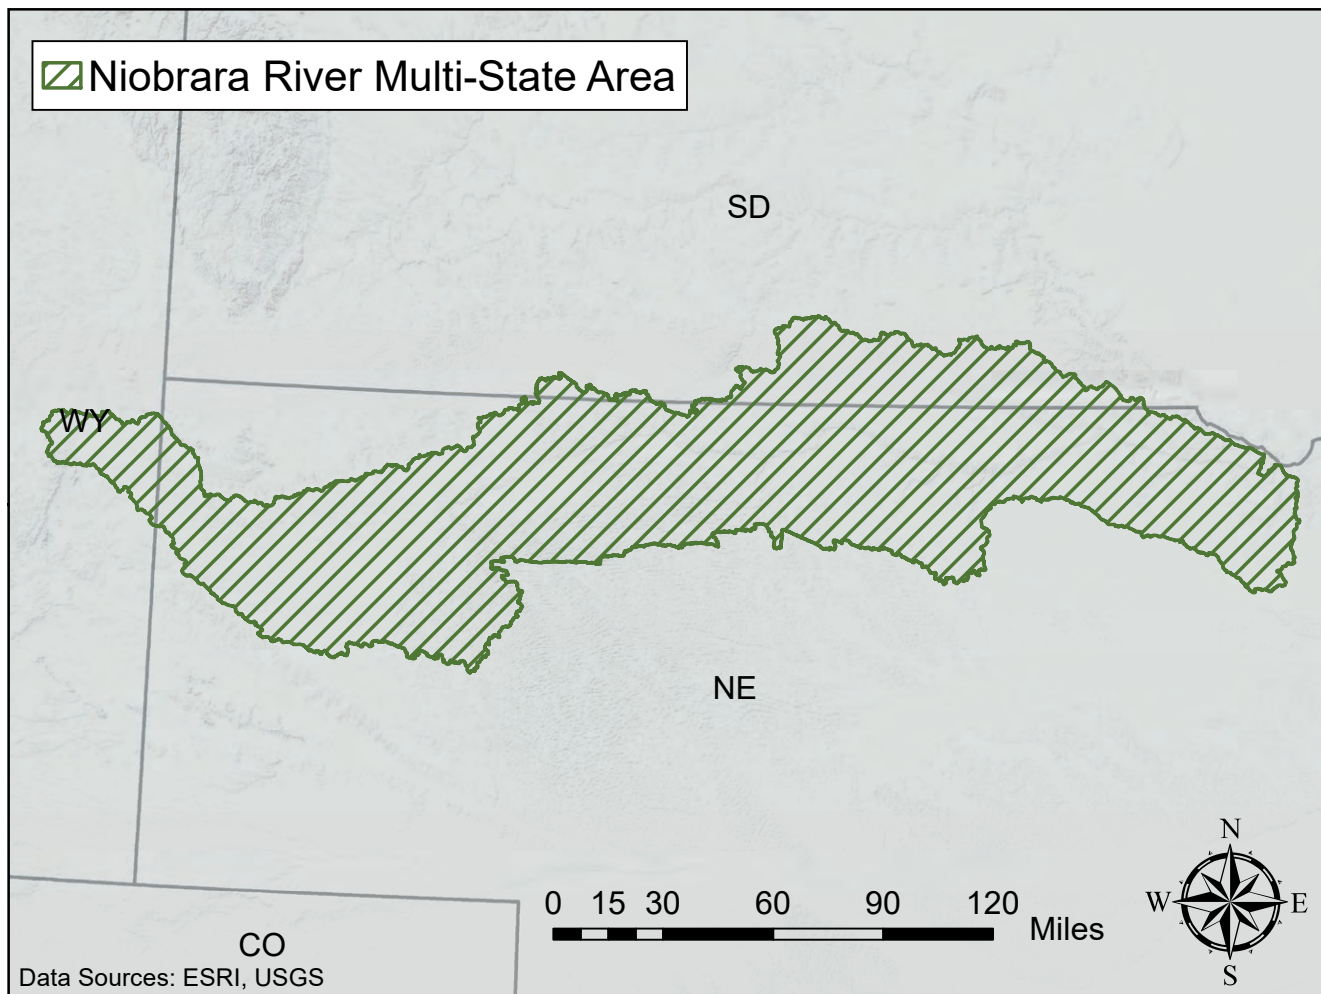 Niobrara River Multi-State Area
SD
WY
NE
N
W E
S
0 15 30 60 90 120
Miles
CO
Data Sources: ESRI, USGS